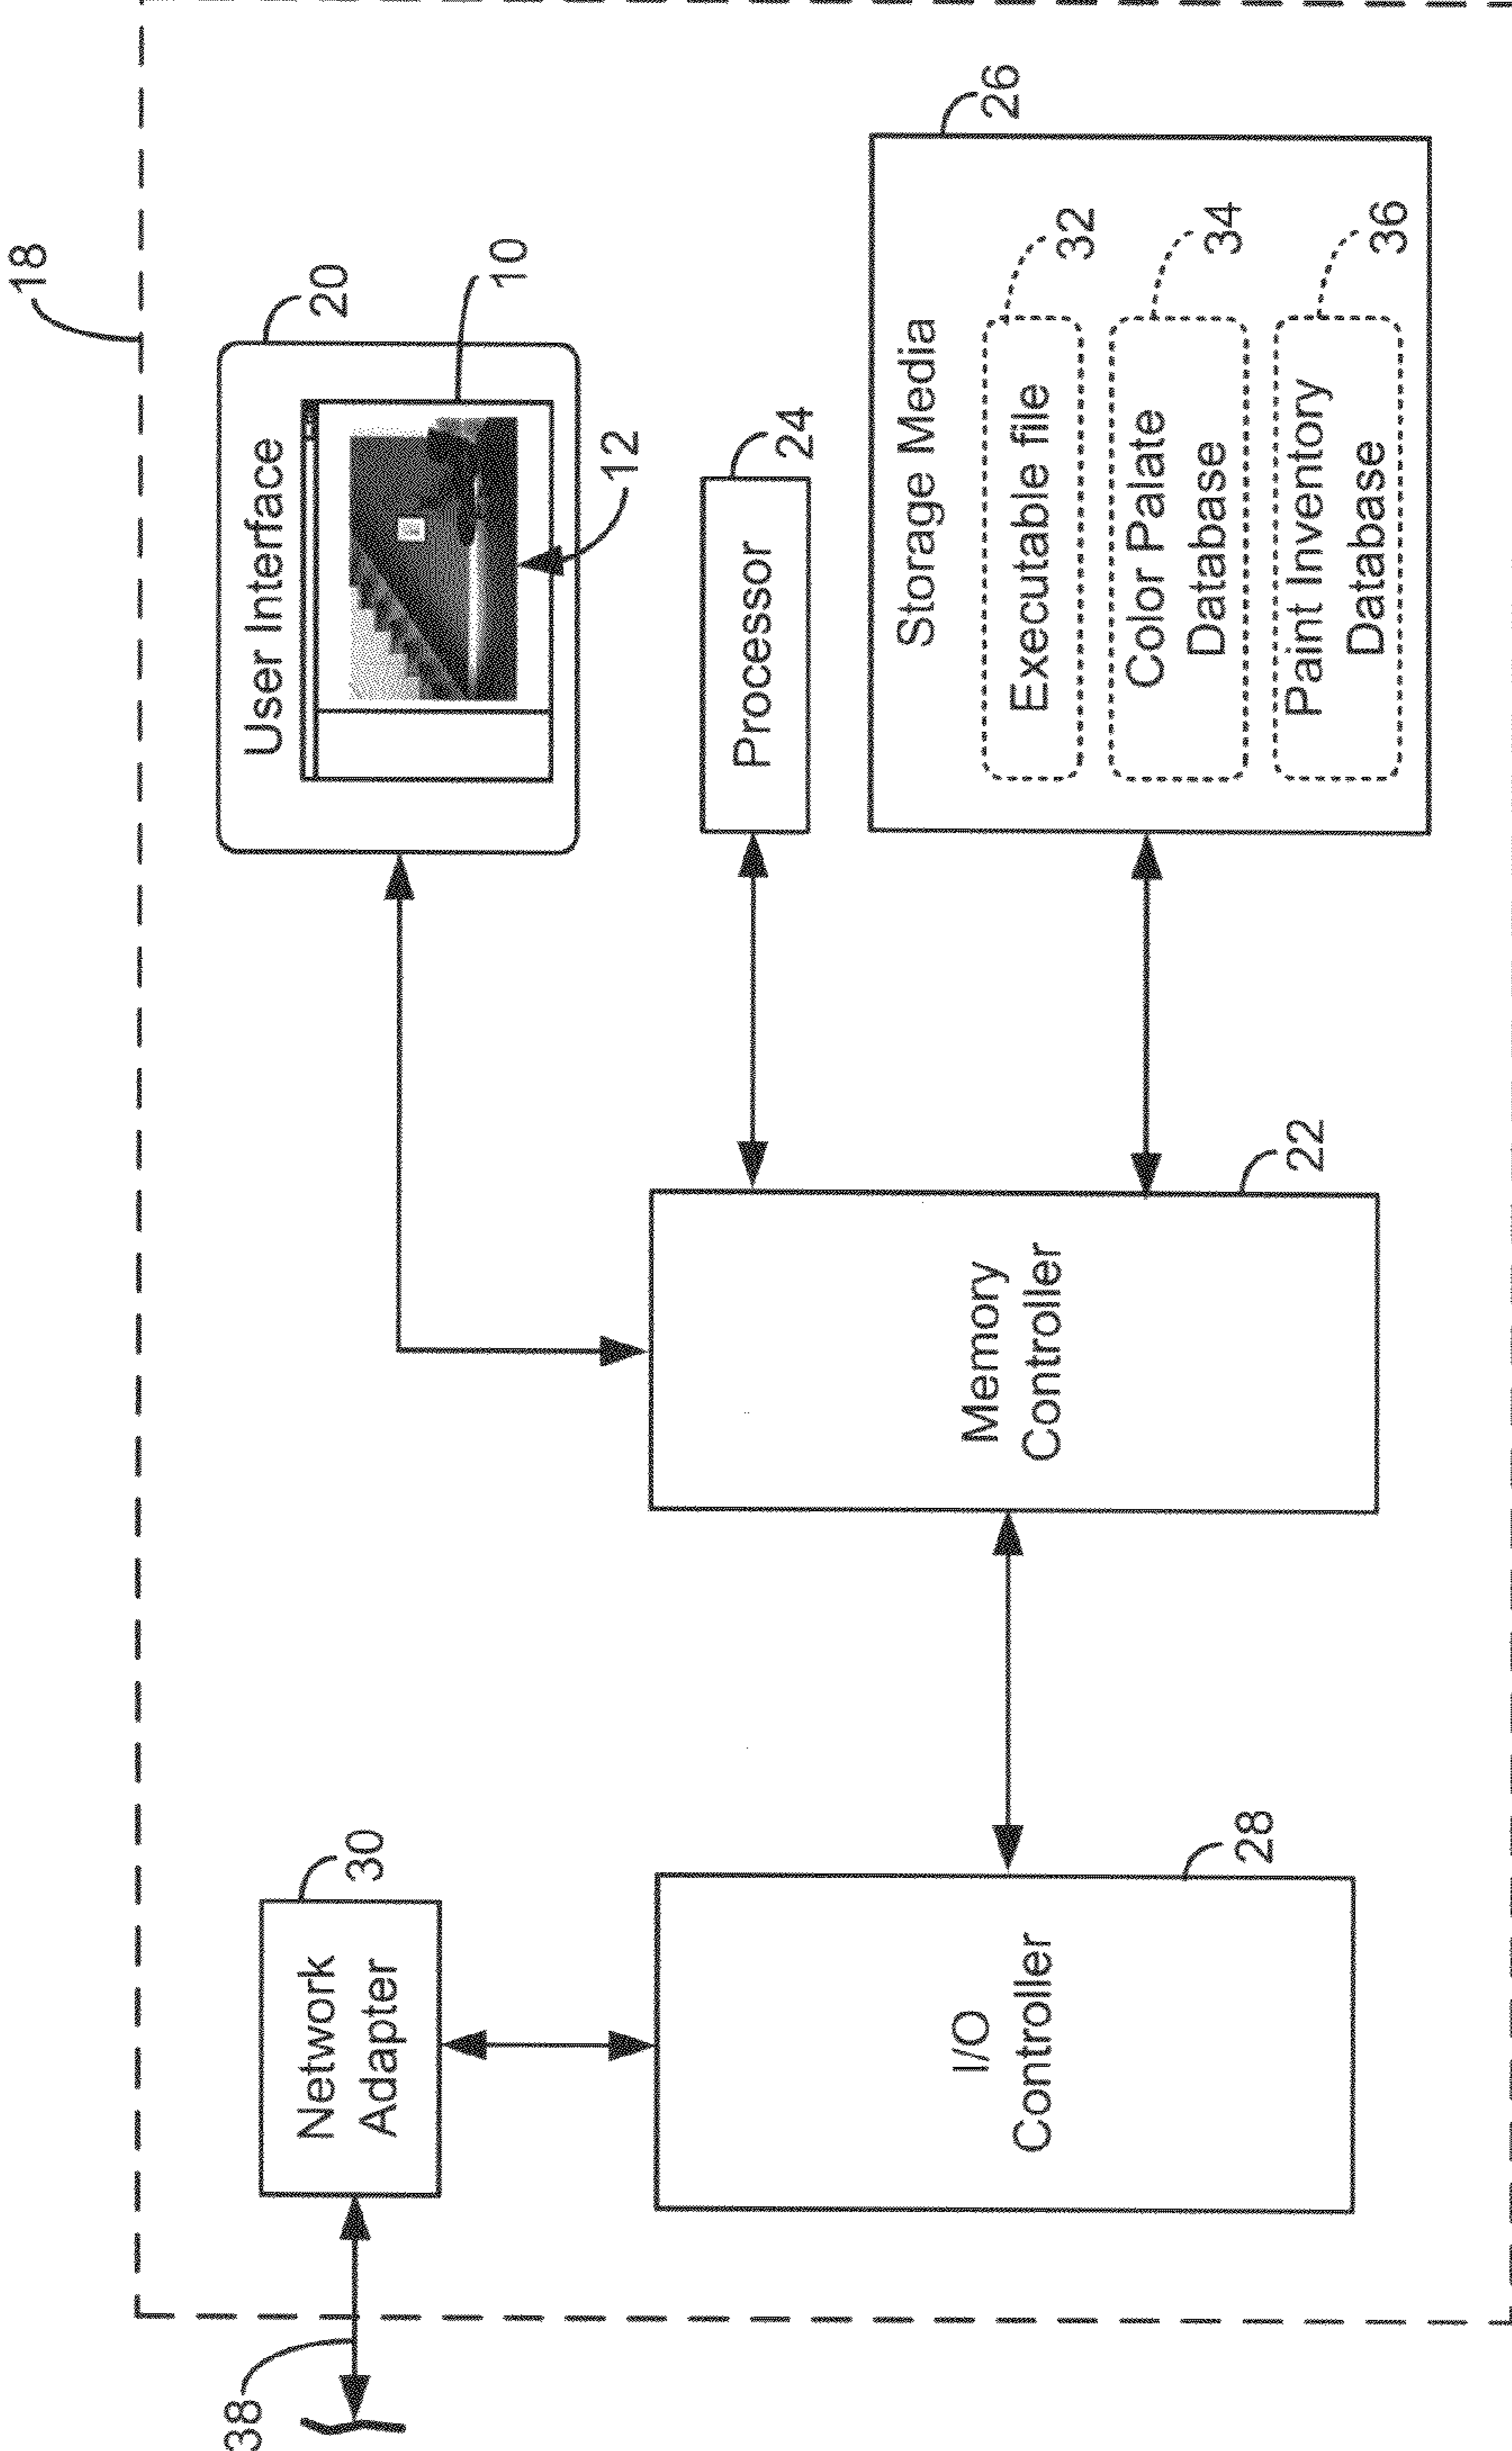 18
User Interface
20
10
12
Processor
24
Storage Media
26
Executable file
32
Color Palate
Database
34
Paint Inventory
Database
36
Memory
Controller
22
Network
Adapter
30
I/O
Controller
28
38